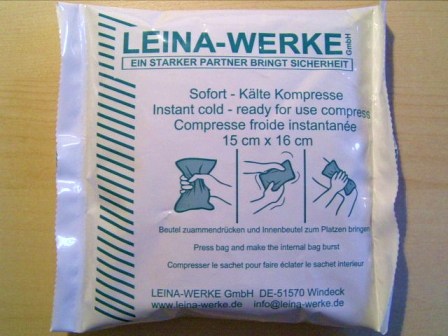 LEINA-WERKE GmbH
EIN STARKER PARTNER BRINGT SICHERHEIT
Sofort - Kälte Kompresse
Instant cold - ready for use compress
Compresse froide instantanée
15 cm x 16 cm
Beutel zusammendrücken und Innenbeutel zum Platzen bringen
Press bag and make the internal bag burst
Compresser le sachet pour faire éclater le sachet interieur
LEINA-WERKE GmbH DE-51570 Windeck
www.leina-werke.de info@leina-werke.de